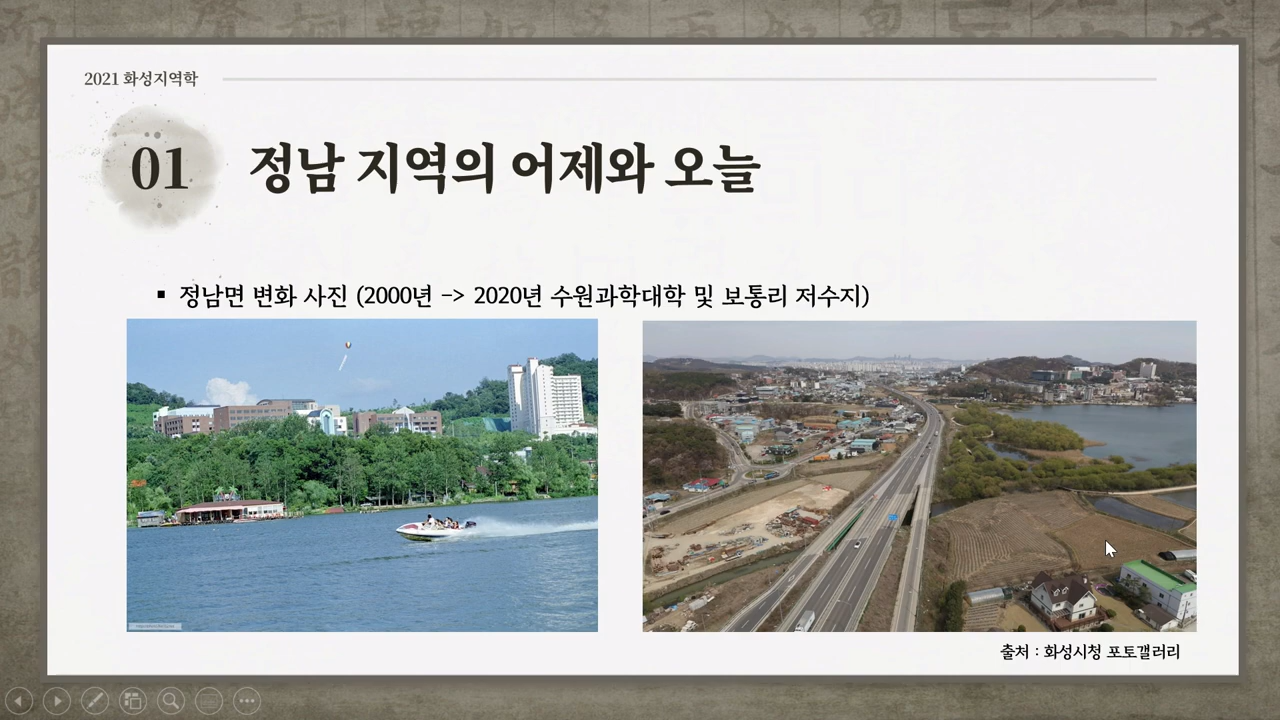 2021 화성지역학
01
정남 지역의 어제와 오늘
▪ 정남면 변화 사진 (2000년 -> 2020년 수원과학대학 및 보통리 저수지)
출처 : 화성시청 포토갤러리